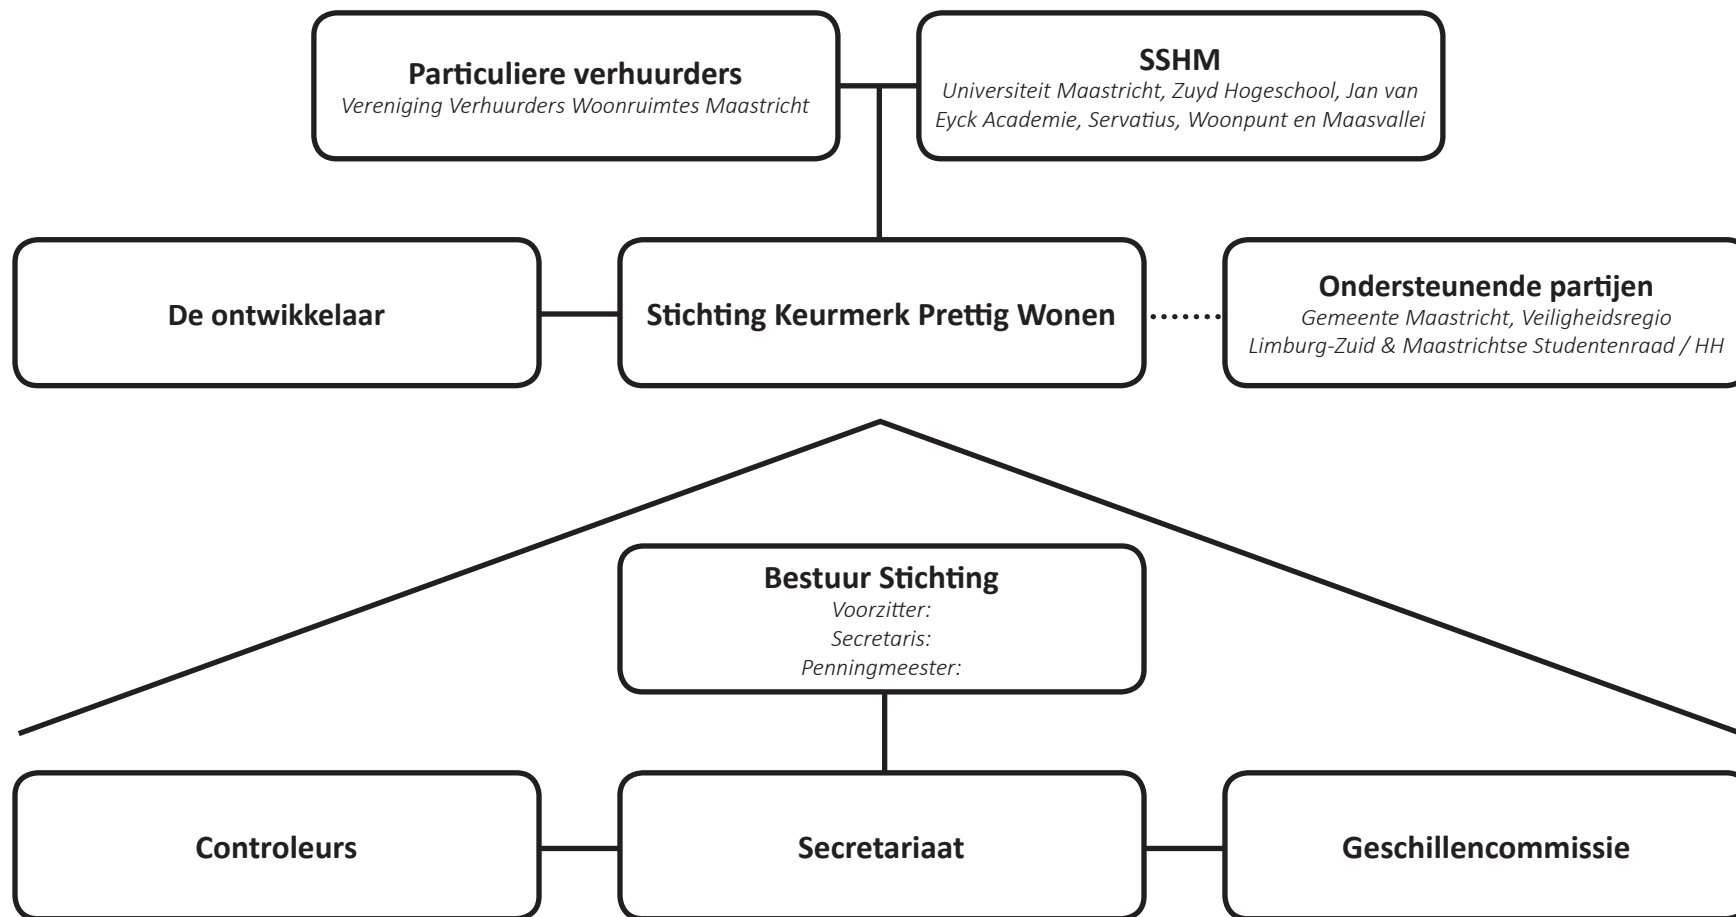 Particuliere verhuurders
Vereniging Verhuurders Woonruimtes Maastricht
SSHM
Universiteit Maastricht, Zuyd Hogeschool, Jan van
Eyck Academie, Servatius, Woonpunt en Maasvallei
De ontwikkelaar
Stichting Keurmerk Prettig Wonen
Ondersteunende partijen
Gemeente Maastricht, Veiligheidsregio
Limburg-Zuid & Maastrichtse Studentenraad / HH
Bestuur Stichting
Voorzitter:
Secretaris:
Penningmeester:
Controleurs
Secretariaat
Geschillencommissie